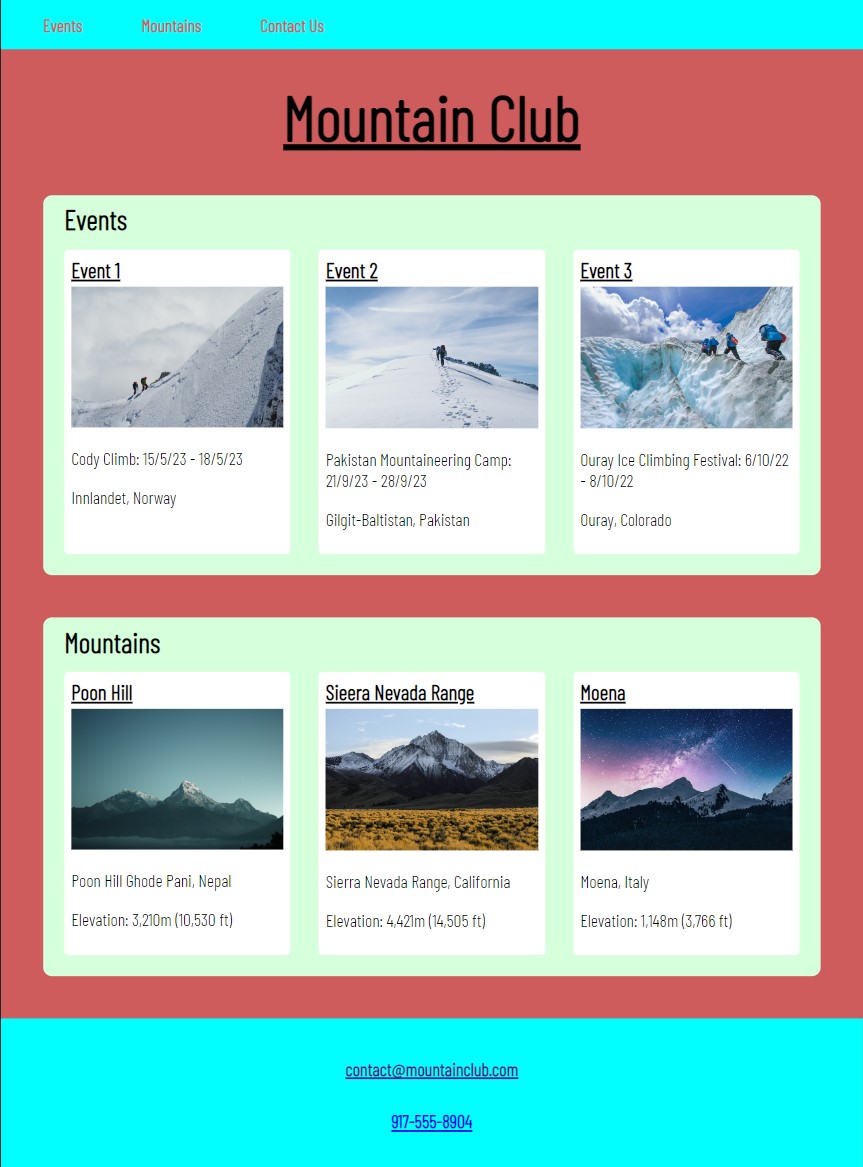 Events Mountains Contact Us
Mountain Club
Events
Event 1
Cody Climb: 15/5/23 - 18/5/23
Innlandet, Norway
Event 2
Pakistan Mountaineering Camp:
21/9/23 - 28/9/23
Gilgit-Baltistan, Pakistan
Event 3
Ouray Ice Climbing Festival: 6/10/22
- 8/10/22
Ouray, Colorado
Mountains
Poon Hill
Poon Hill Ghode Pani, Nepal
Elevation: 3,210m (10,530 ft)
Sieera Nevada Range
Sierra Nevada Range, California
Elevation: 4,421m (14,505 ft)
Moena
Moena, Italy
Elevation: 1,148m (3,766 ft)
contact@mountainclub.com
917-555-8904